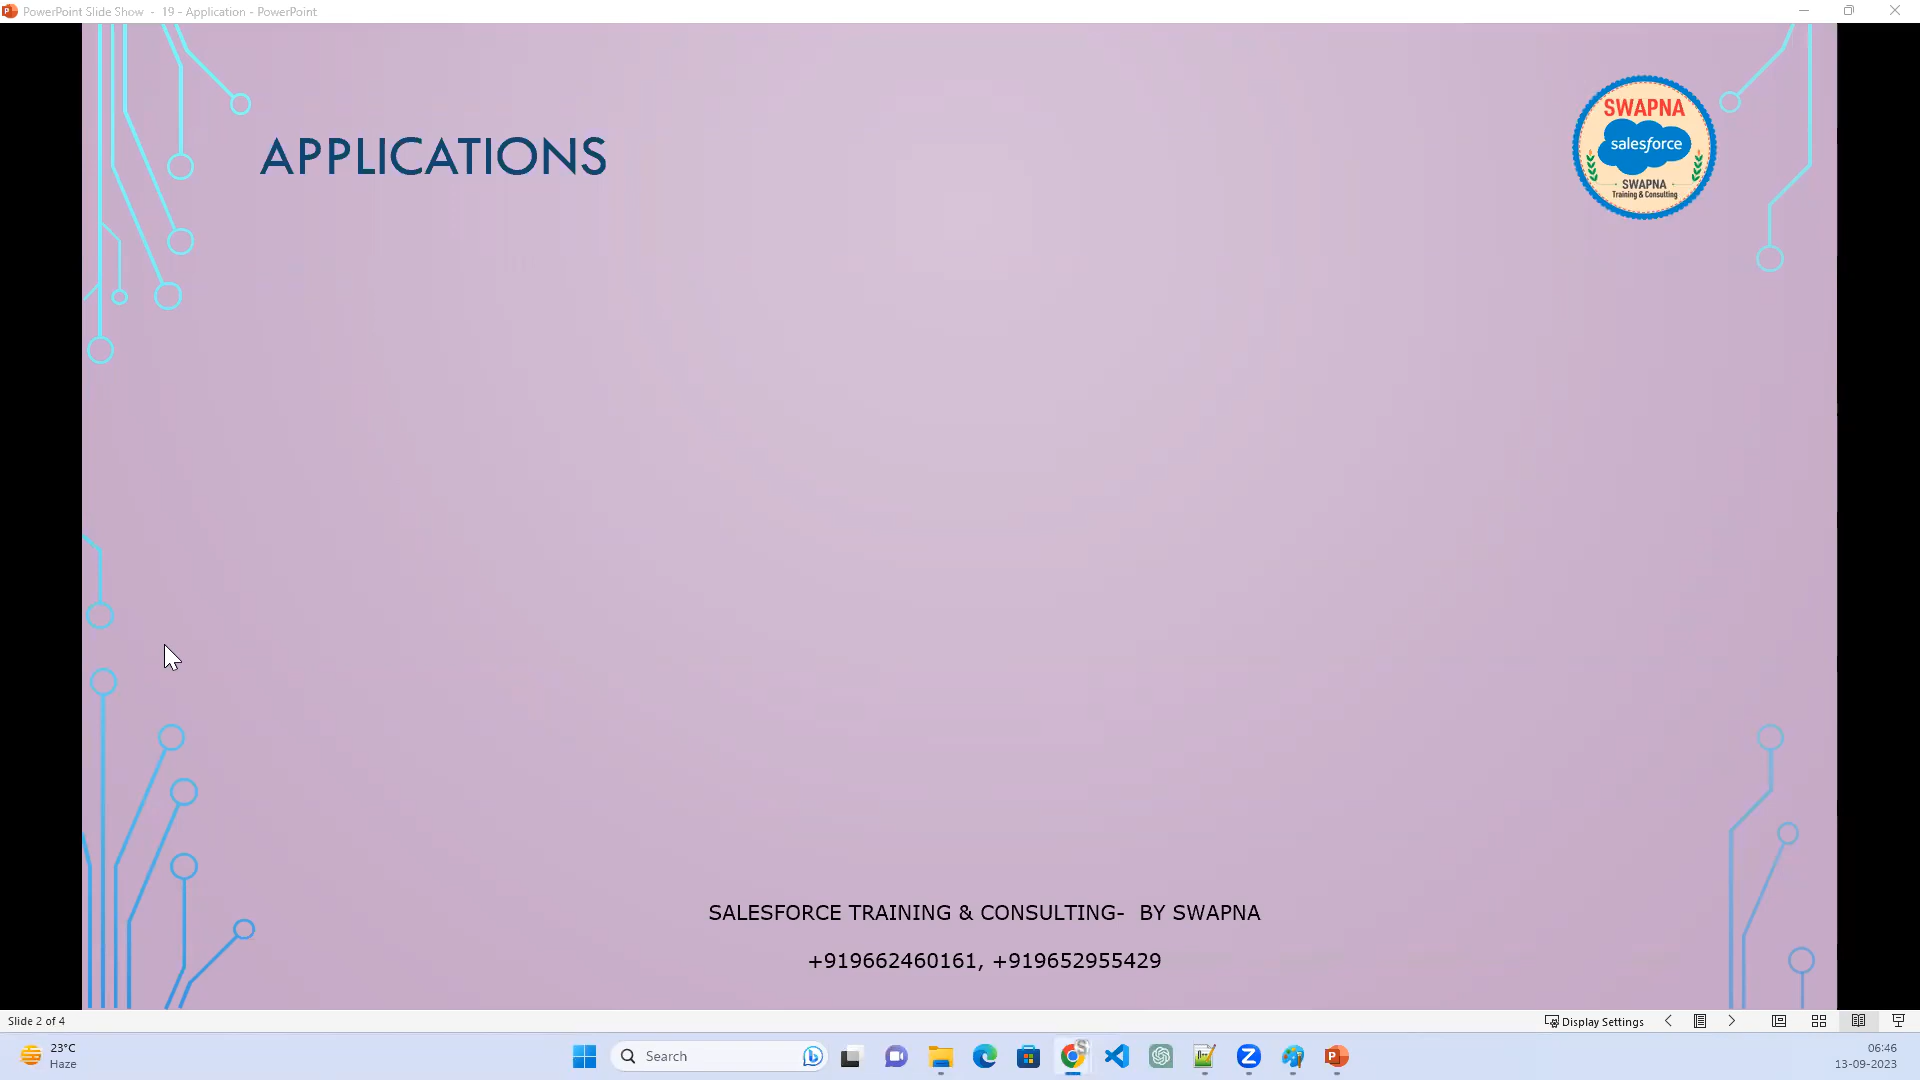 PowerPoint Slide Show - 19 - Application - PowerPoint
APPLICATIONS
SWAPNA
salesforce
SWAPNA
Training & Consulting
SALESFORCE TRAINING & CONSULTING- BY SWAPNA
+919662460161, +919652955429
Slide 2 of 4
Display Settings
23°C
Haze
Search
06:46
13-09-2023